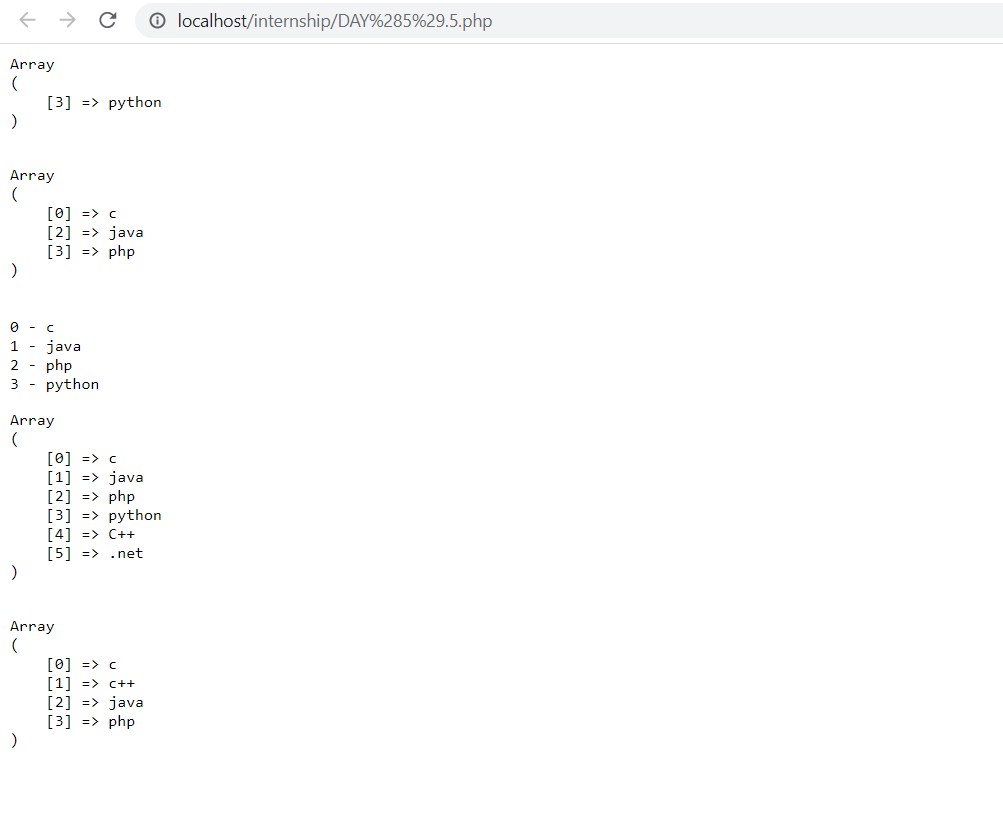 localhost/internship/DAY%285%29.5.php
Array
(
    [3] => python
)
Array
(
    [0] => c
    [2] => java
    [3] => php
)
0 - c
1 - java
2 - php
3 - python
Array
(
    [0] => c
    [1] => java
    [2] => php
    [3] => python
    [4] => C++
    [5] => .net
)
Array
(
    [0] => c
    [1] => c++
    [2] => java
    [3] => php
)